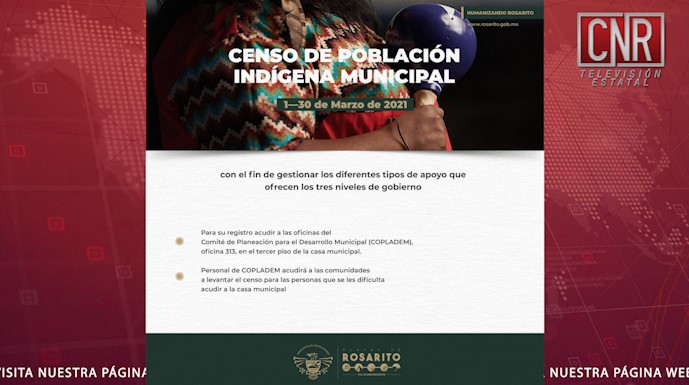 HUMANIZANDO ROSARITO
www.rosarito.gob.mx
CNR
TELEVISIÓN
ESTATAL
CENSO DE POBLACIÓN
INDÍGENA MUNICIPAL
1—30 de Marzo de 2021
con el fin de gestionar los diferentes tipos de apoyo que
ofrecen los tres niveles de gobierno
Para su registro acudir a las oficinas del
Comité de Planeación para el Desarrollo Municipal (COPLADEM),
oficina 313, en el tercer piso de la casa municipal.
Personal de COPLADEM acudirá a las comunidades
a levantar el censo para las personas que se les dificulta
acudir a la casa municipal
ROSARITO
VISITA NUESTRA PÁGINA
NUESTRA PÁGINA WEB